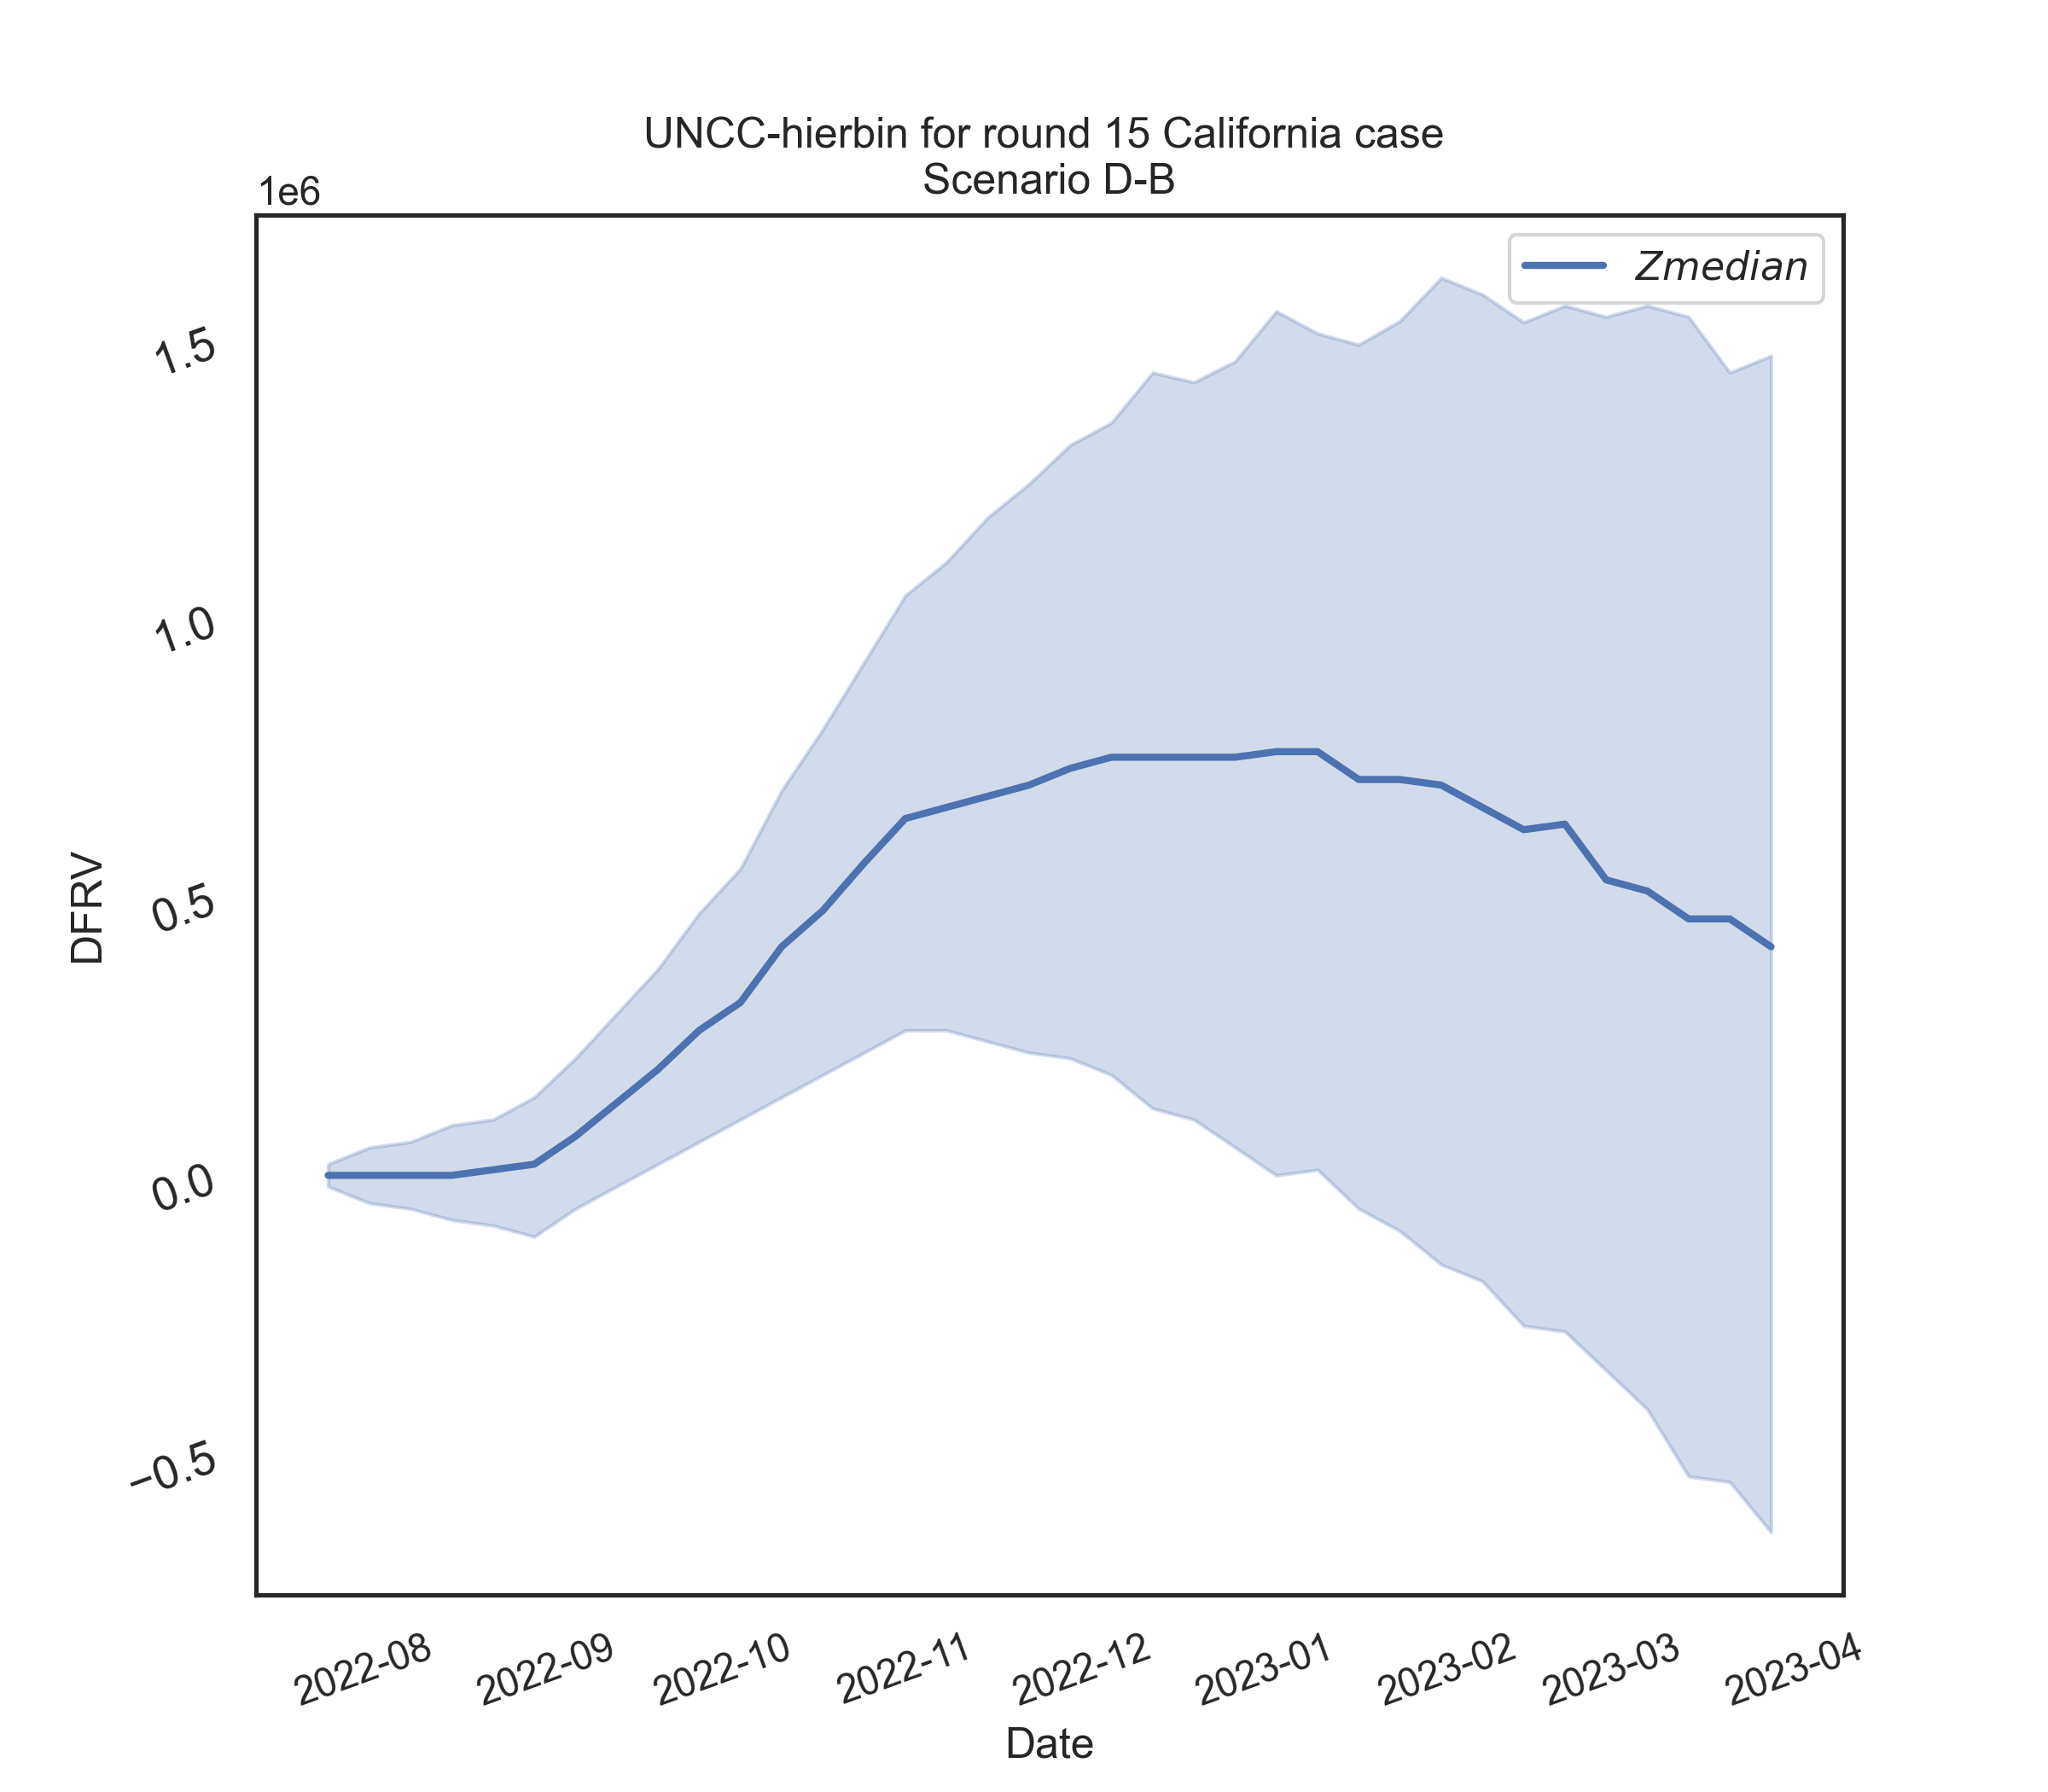 UNCC-hierbin for round 15 California case
Scenario D-B
1e6
Zmedian
1.5
1.0
0.5
0.0
−0.5
DFRV
2022-08
2022-09
2022-10
2022-11
2022-12
2023-01
2023-02
2023-03
2023-04
Date